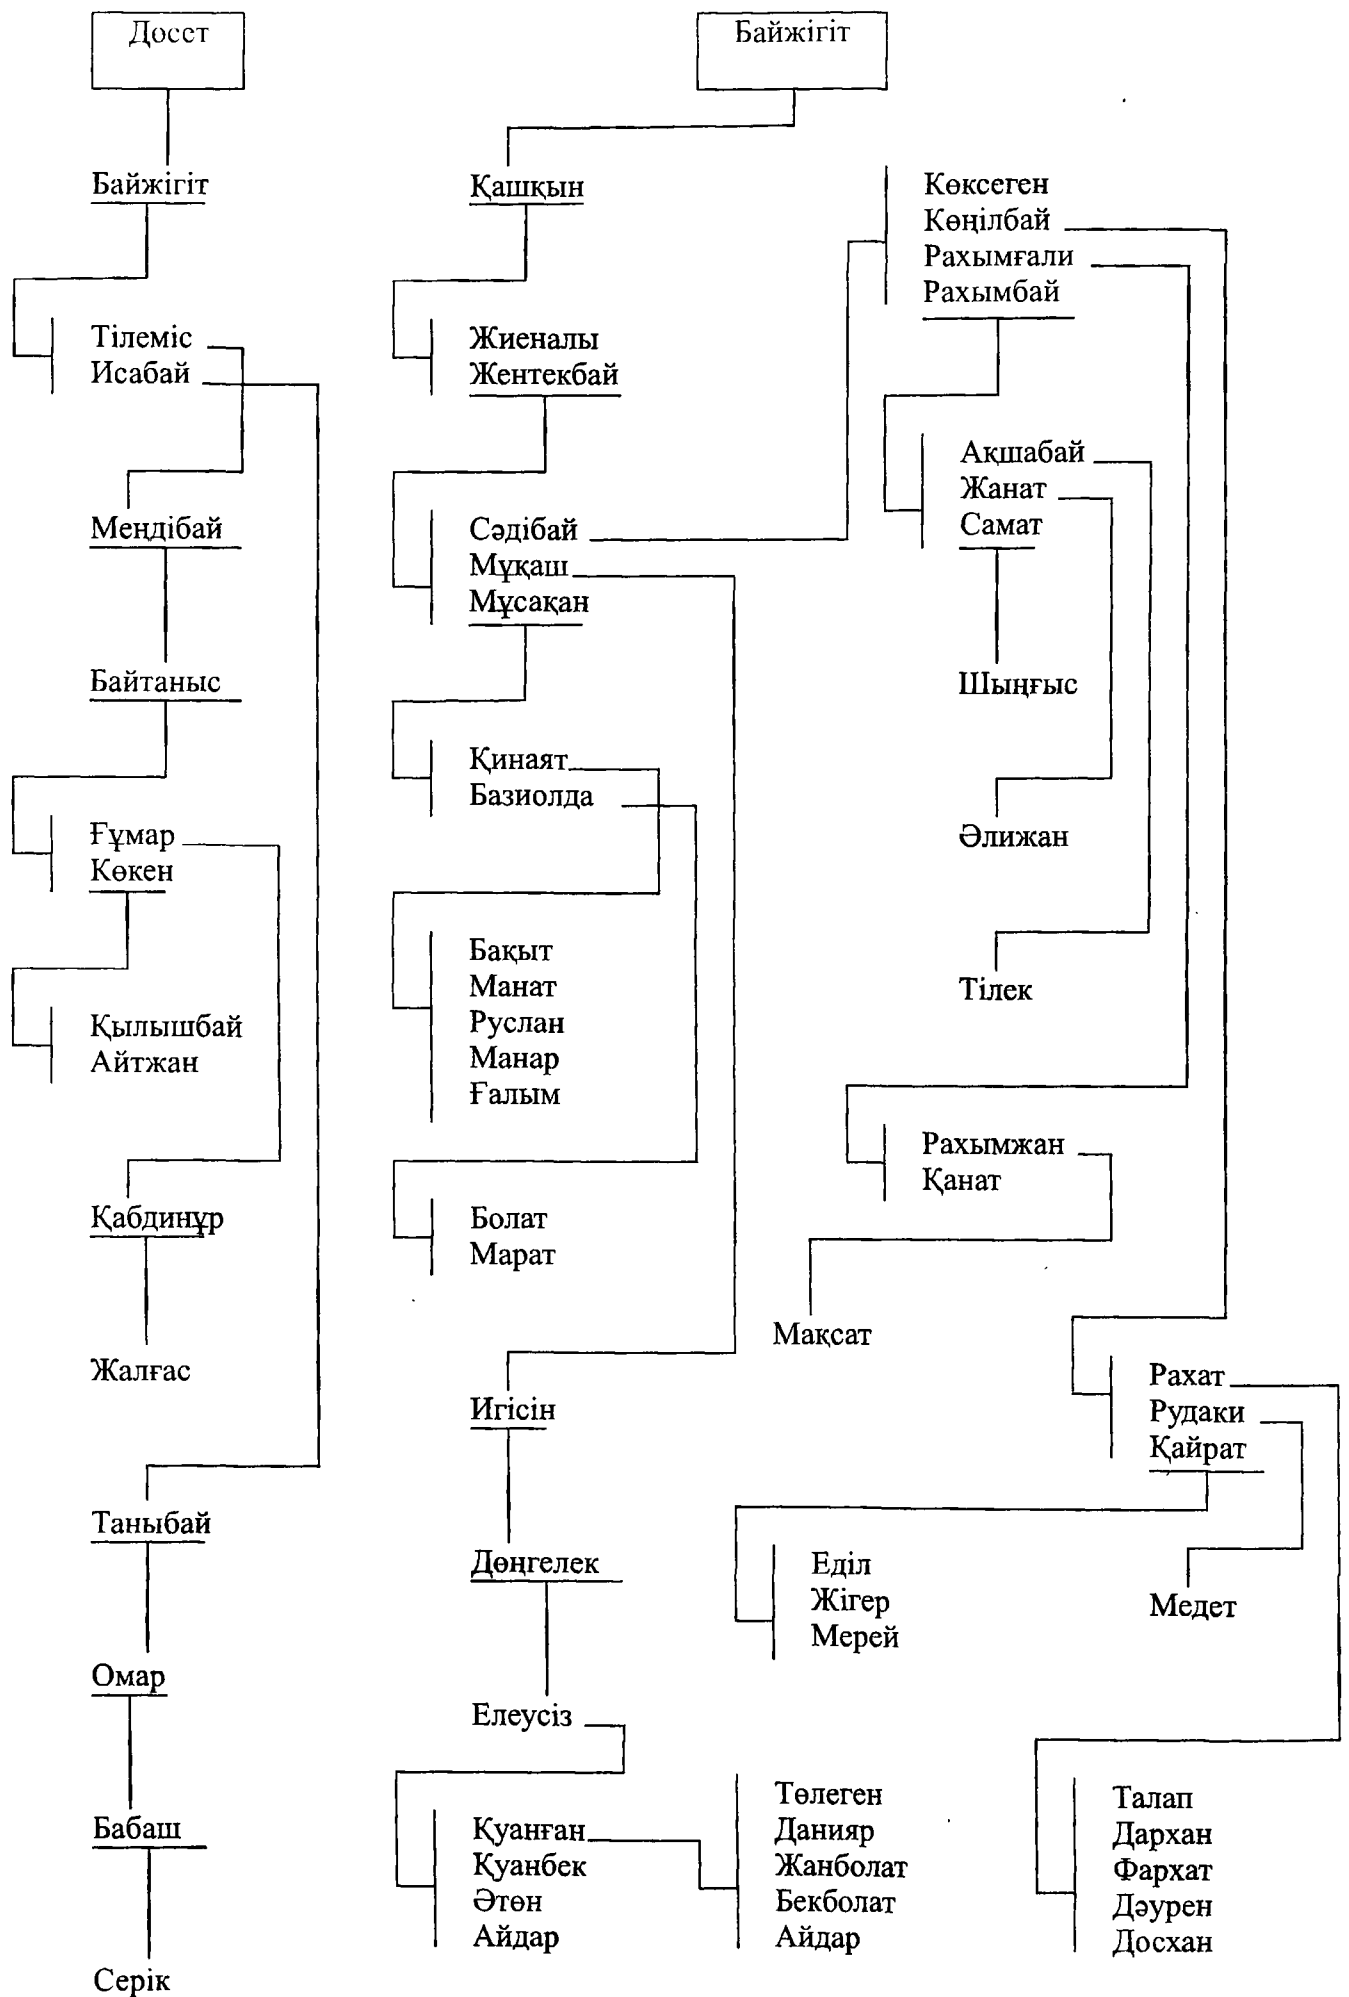 Досет
Байжігіт
Тілеміс
Исабай
Меңдібай
Байтаныс
Ғұмар
Көкен
Қылышбай
Айтжан
Қабдинұр
Жалғас
Таныбай
Омар
Бабаш
Серік
Байжігіт
Қашқын
Жиеналы
Жентекбай
Сәдібай
Мұқаш
Мұсақан
Қинаят
Базиолда
Бақыт
Манат
Руслан
Манар
Ғалым
Болат
Марат
Игісін
Дөңгелек
Елеусіз
Қуанған
Қуанбек
Әтөн
Айдар
Төлеген
Данияр
Жанболат
Бекболат
Айдар
Көксеген
Көңілбай
Рахымғали
Рахымбай
Ақшабай
Жанат
Самат
Шыңғыс
Әлижан
Тілек
Рахымжан
Қанат
Мақсат
Рахат
Рудаки
Қайрат
Еділ
Жігер
Мерей
Медет
Талап
Дархан
Фархат
Дәурен
Досхан